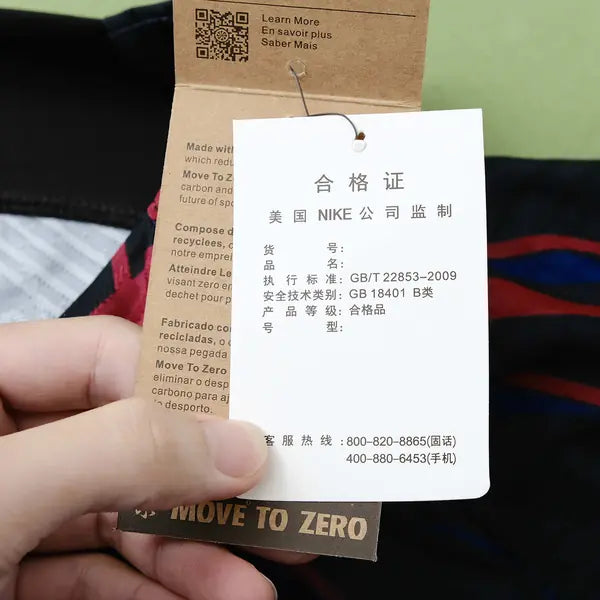 Learn More
En savoir plus
Saber Mais
Made with
which redu
Move To Z
carbon and
future of spo
Compose d
recyclees,
notre emprei
Atteindre Le
visant zero en
dechet pour p
Fabricado co
recicladas, o
nossa pegada
Move To Zero
eliminar o desp
carbono para aj
do desporto.
合格证
美国 NIKE 公司监制
货号:
品名:
执行标准: GB/T 22853-2009
安全技术类别: GB 18401 B类
产品等级: 合格品
号型:
客服热线: 800-820-8865(固话)
400-880-6453(手机)
MOVE TO ZERO